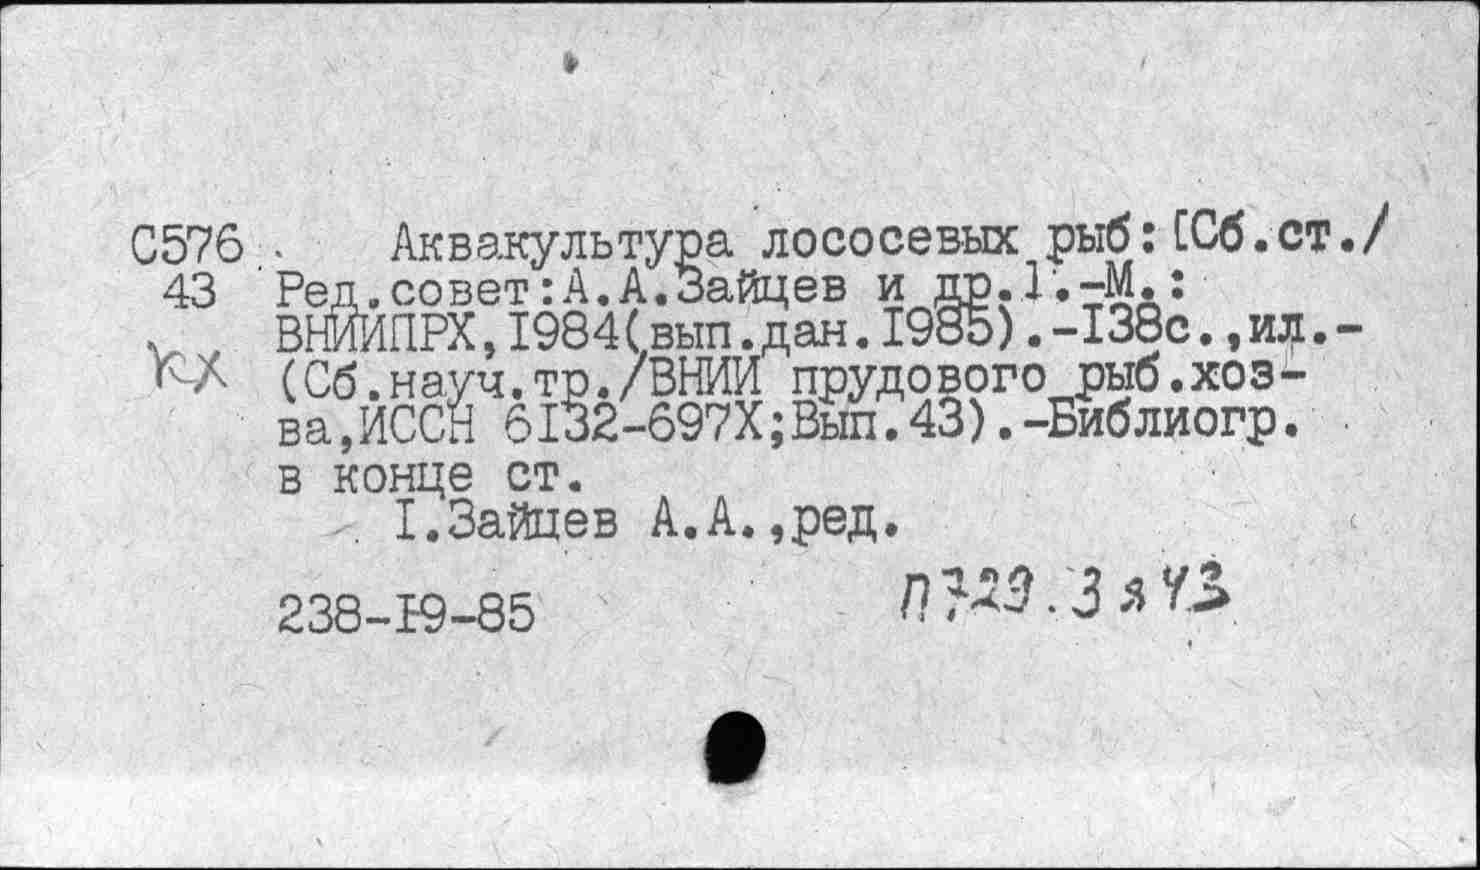 С576 Аквакультура лососевых рыб: [Сб.ст./
43 Ред.совет:А.А.Зайцев и др.].-М.:
ВНИИПРХ,1984(вып.дан.1985).-138с.,ил.-
кх (Сб.науч.тр./ВНИИ прудового рыб.хоз-
ва,ИССН 6132-697Х;Вып.43).-Библиогр.
в конце ст.
I.Зайцев А.А.,ред.
238-19-85
П729.3я43